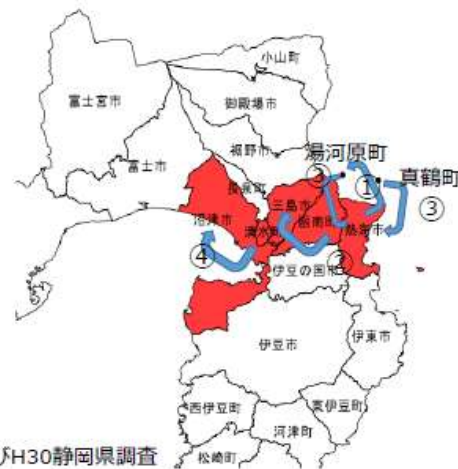 小山町
富士宮市
御殿場市
裾野市
湯河原町
富士市
長泉町
③
①
真鶴町
三島市
③
沼津市
清水町
函南町
熱海市
④
②
伊豆の国市
伊東市
伊豆市
西伊豆町
東伊豆町
河津町
びH30静岡県調査
松崎町